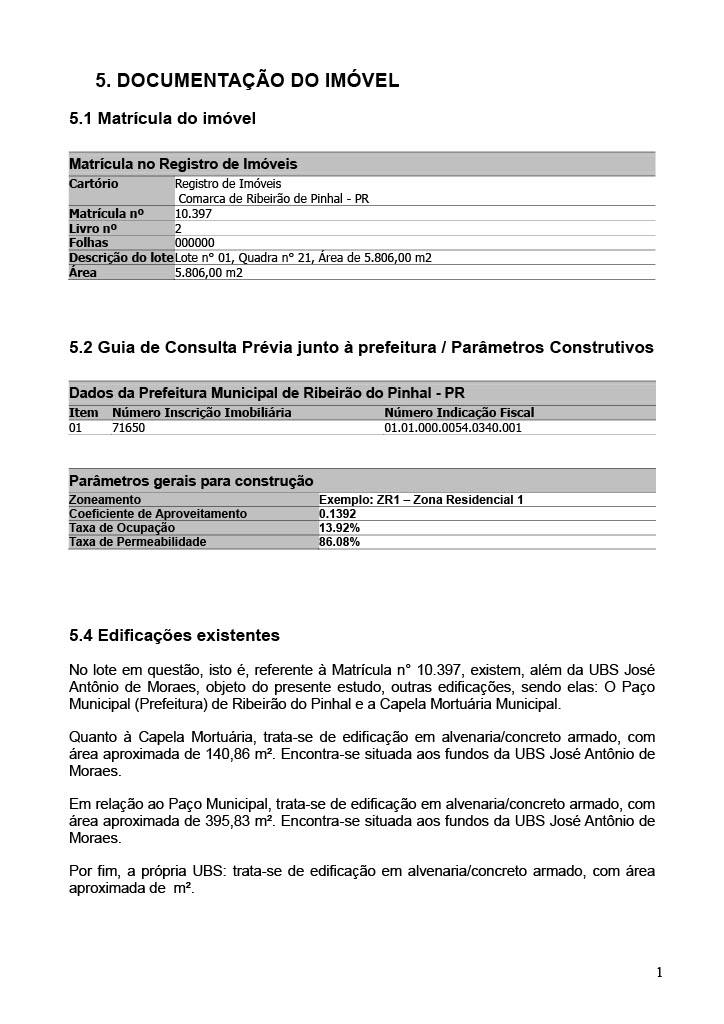 5. DOCUMENTAÇÃO DO IMÓVEL
5.1 Matrícula do imóvel
Matrícula no Registro de Imóveis
Cartório Registro de Imóveis
Comarca de Ribeirão de Pinhal - PR
Matrícula nº 10.397
Livro nº 2
Folhas 000000
Descrição do lote Lote n° 01, Quadra n° 21, Área de 5.806,00 m2
Área 5.806,00 m2
5.2 Guia de Consulta Prévia junto à prefeitura / Parâmetros Construtivos
Dados da Prefeitura Municipal de Ribeirão do Pinhal - PR
Item Número Inscrição Imobiliária Número Indicação Fiscal
01 71650 01.01.000.0054.0340.001
Parâmetros gerais para construção
Zoneamento Exemplo: ZR1 – Zona Residencial 1
Coeficiente de Aproveitamento 0.1392
Taxa de Ocupação 13.92%
Taxa de Permeabilidade 86.08%
5.4 Edificações existentes
No lote em questão, isto é, referente à Matrícula n° 10.397, existem, além da UBS José
Antônio de Moraes, objeto do presente estudo, outras edificações, sendo elas: O Paço
Municipal (Prefeitura) de Ribeirão do Pinhal e a Capela Mortuária Municipal.
Quanto à Capela Mortuária, trata-se de edificação em alvenaria/concreto armado, com
área aproximada de 140,86 m². Encontra-se situada aos fundos da UBS José Antônio de
Moraes.
Em relação ao Paço Municipal, trata-se de edificação em alvenaria/concreto armado, com
área aproximada de 395,83 m². Encontra-se situada aos fundos da UBS José Antônio de
Moraes.
Por fim, a própria UBS: trata-se de edificação em alvenaria/concreto armado, com área
aproximada de  m².
1